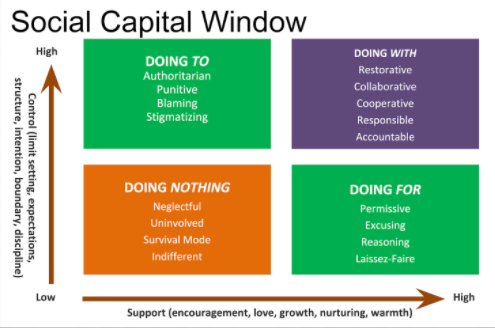 Social Capital Window
High
Control (limit setting, expectations,
structure, intention, boundary, discipline)
DOING TO
Authoritarian
Punitive
Blaming
Stigmatizing
DOING WITH
Restorative
Collaborative
Cooperative
Responsible
Accountable
DOING NOTHING
Neglectful
Uninvolved
Survival Mode
Indifferent
DOING FOR
Permissive
Excusing
Reasoning
Laissez-Faire
Low
High
Support (encouragement, love, growth, nurturing, warmth)